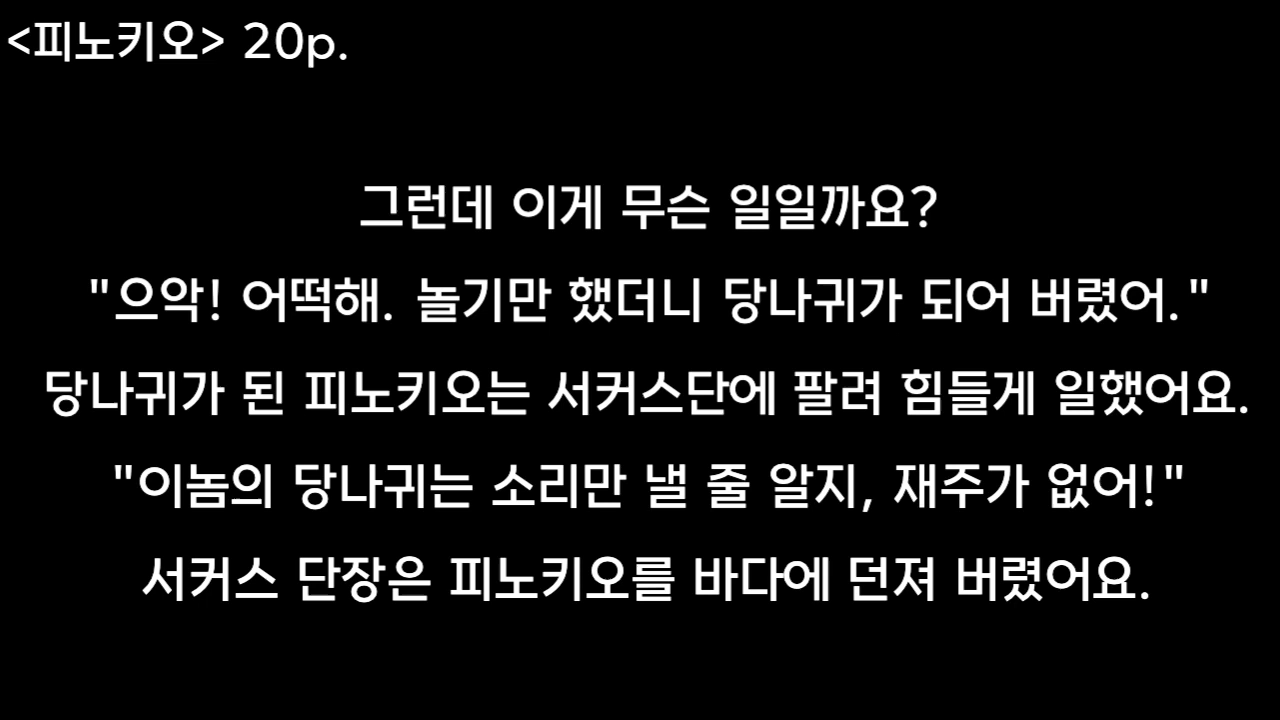 <피노키오> 20p.
그런데 이게 무슨 일일까요?
"으악! 어떡해. 놀기만 했더니 당나귀가 되어 버렸어."
당나귀가 된 피노키오는 서커스단에 팔려 힘들게 일했어요.
"이놈의 당나귀는 소리만 낼 줄 알지, 재주가 없어!"
서커스 단장은 피노키오를 바다에 던져 버렸어요.